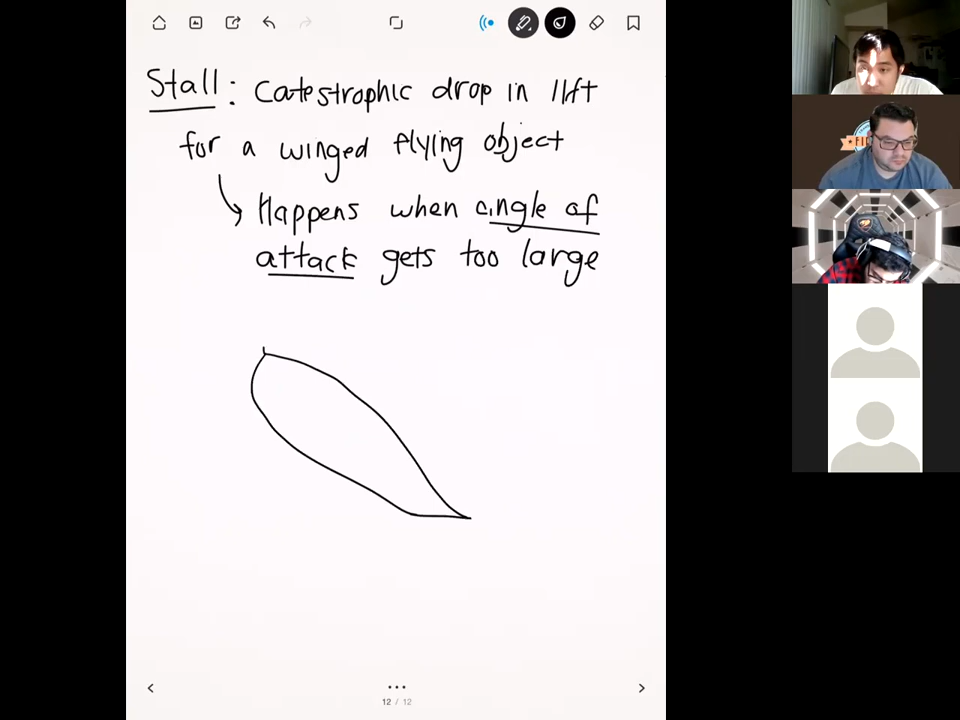 Stall: Catestrophic drop in lift
for a winged flying object
Happens when angle of
attack gets too large
12 / 12